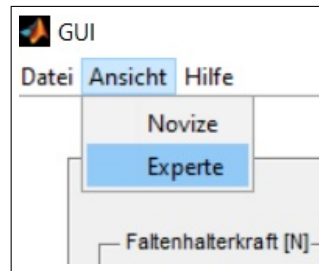 GUI
Datei Ansicht Hilfe
Novize
Experte
Faltenhalterkraft [N]